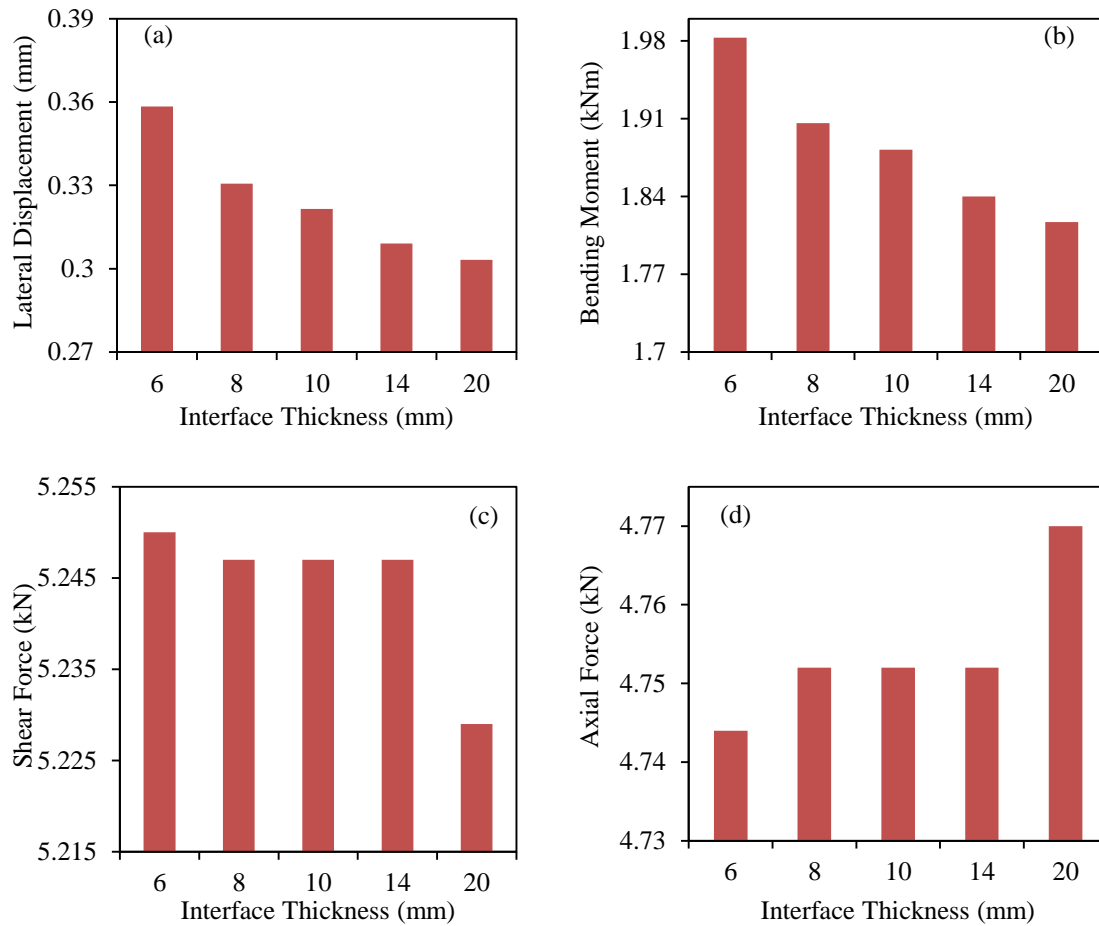 (a)
Lateral Displacement (mm)
0.39
0.36
0.33
0.3
0.27
6 8 10 14 20
Interface Thickness (mm)
(b)
Bending Moment (kNm)
1.98
1.91
1.84
1.77
1.7
6 8 10 14 20
Interface Thickness (mm)
(c)
Shear Force (kN)
5.255
5.245
5.235
5.225
5.215
6 8 10 14 20
Interface Thickness (mm)
(d)
Axial Force (kN)
4.77
4.76
4.75
4.74
4.73
6 8 10 14 20
Interface Thickness (mm)